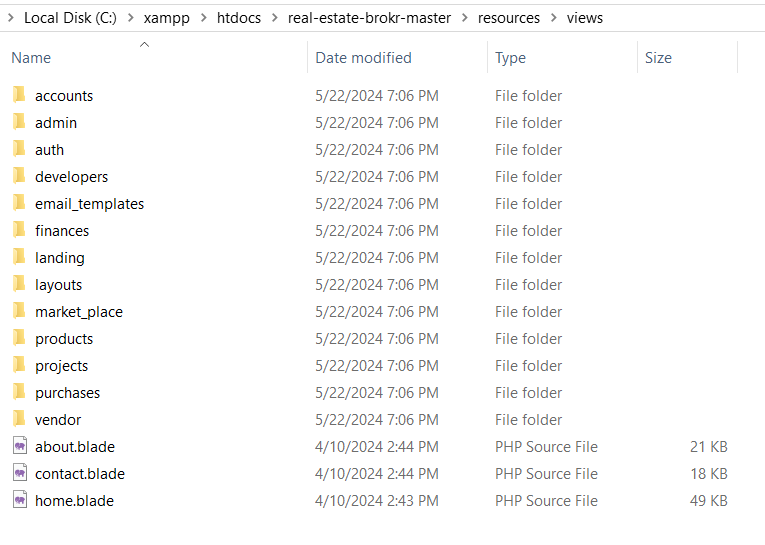 Local Disk (C:) > xampp > htdocs > real-estate-brokr-master > resources > views
Name Date modified Type Size
accounts 5/22/2024 7:06 PM File folder
admin 5/22/2024 7:06 PM File folder
auth 5/22/2024 7:06 PM File folder
developers 5/22/2024 7:06 PM File folder
email_templates 5/22/2024 7:06 PM File folder
finances 5/22/2024 7:06 PM File folder
landing 5/22/2024 7:06 PM File folder
layouts 5/22/2024 7:06 PM File folder
market_place 5/22/2024 7:06 PM File folder
products 5/22/2024 7:06 PM File folder
projects 5/22/2024 7:06 PM File folder
purchases 5/22/2024 7:06 PM File folder
vendor 5/22/2024 7:06 PM File folder
about.blade 4/10/2024 2:44 PM PHP Source File 21 KB
contact.blade 4/10/2024 2:44 PM PHP Source File 18 KB
home.blade 4/10/2024 2:43 PM PHP Source File 49 KB